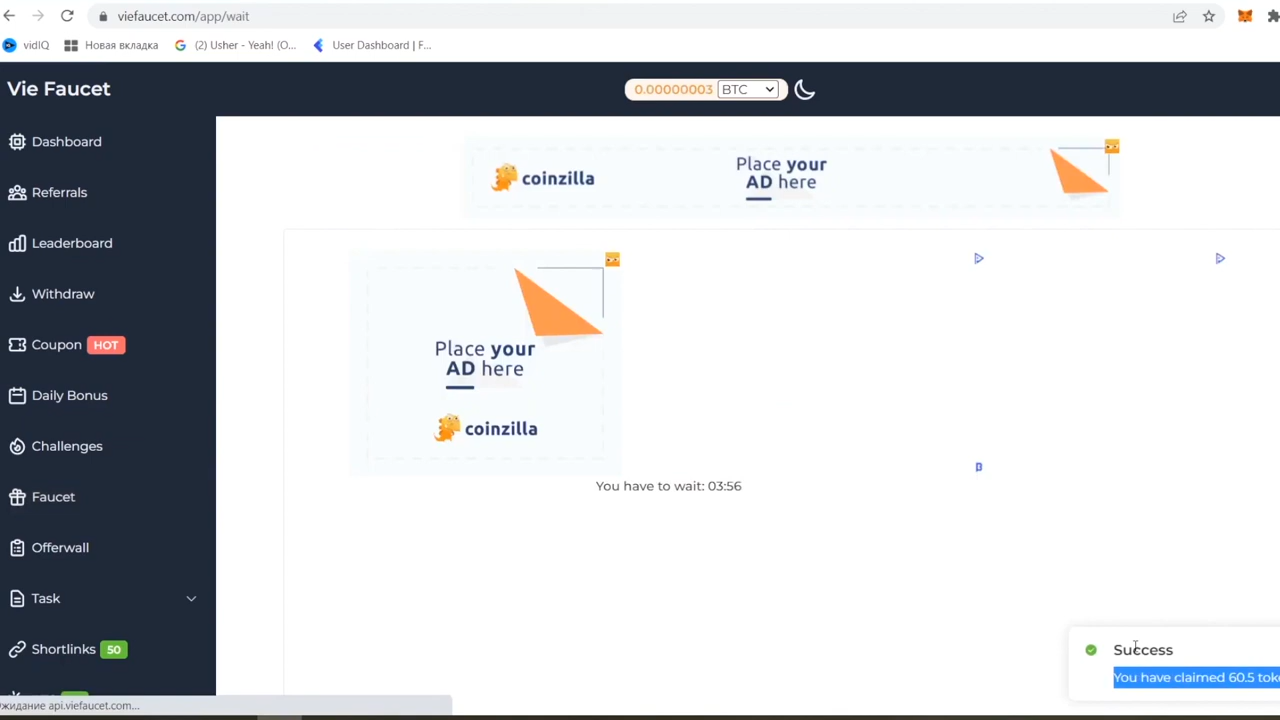 viefaucet.com/app/wait
vidIQ
Новая вкладка
(2) Usher - Yeah! (O...
User Dashboard | F...
Vie Faucet
0.00000003 BTC
Dashboard
Referrals
Leaderboard
Withdraw
Coupon HOT
Daily Bonus
Challenges
Faucet
Offerwall
Task
Shortlinks 50
coinzilla
Place your
AD here
Place your
AD here
coinzilla
You have to wait: 03:56
Success
You have claimed 60.5
api.viefaucet.com...